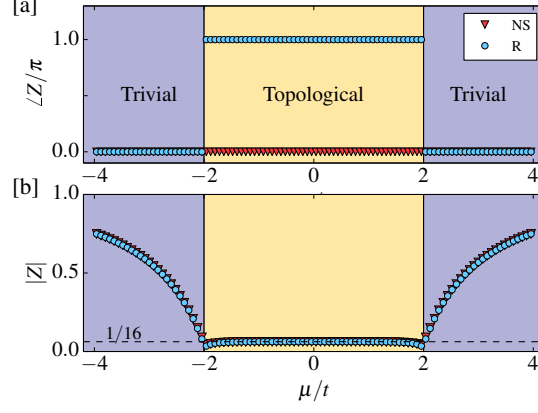 [a]
1.0
NS
R
∠Z/π
Trivial
Topological
Trivial
0.0
−4 −2 0 2 4
[b]
1.0
|Z|
0.5
1/16
0.0
−4 −2 0 2 4
μ/t